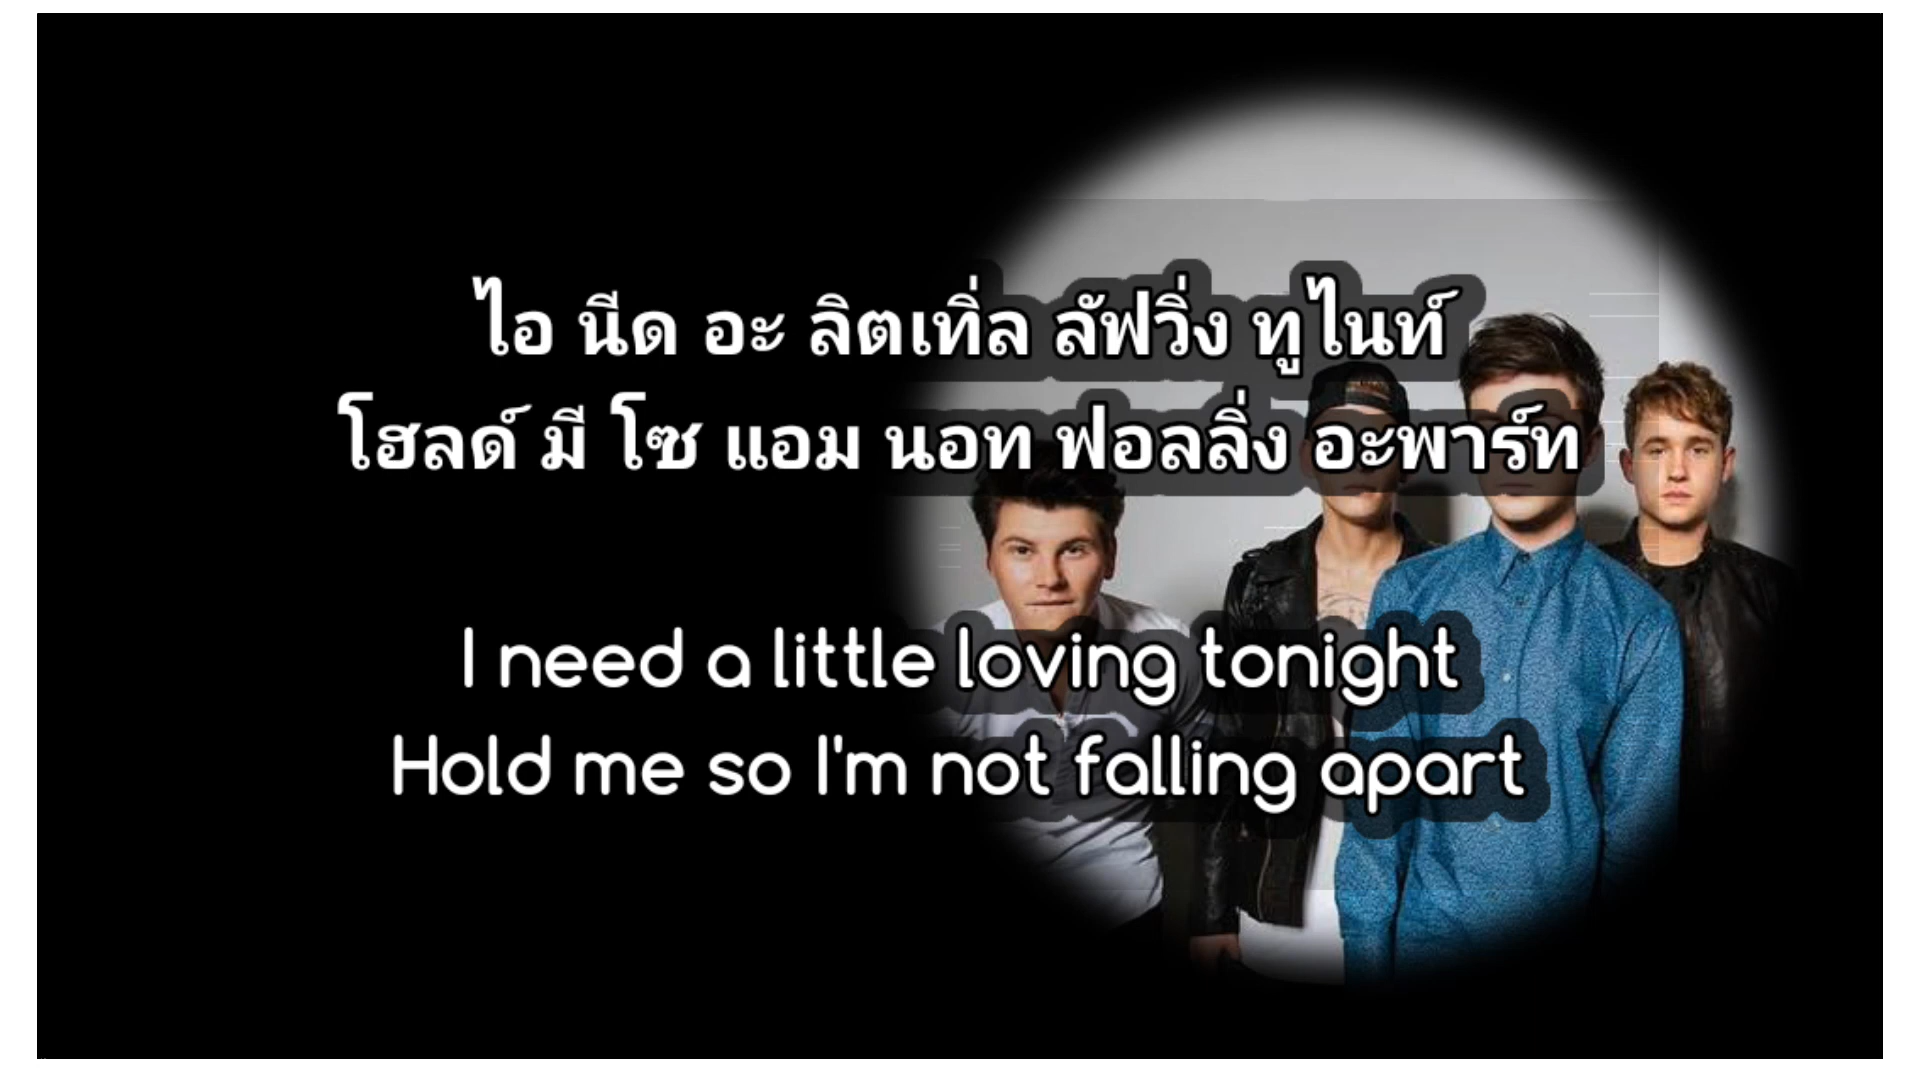 ไอ นีด อะ ลิตเทิ่ล ลัฟวิ่ง ทูไนท์
โฮลด์ มี โซ แอม นอท ฟอลลิ่ง อะพาร์ท
I need a little loving tonight
Hold me so I'm not falling apart